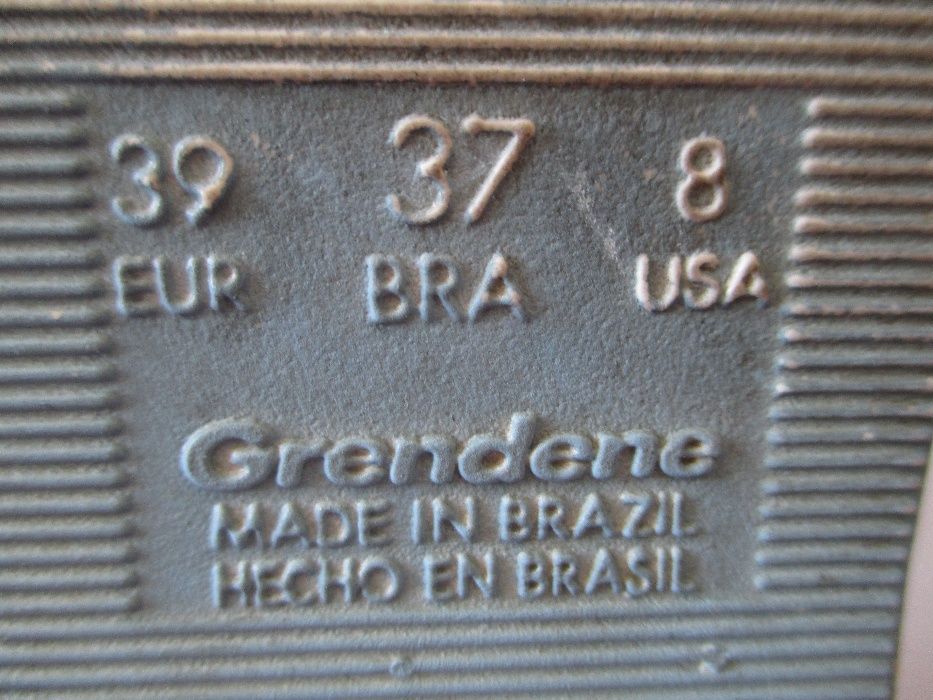 39 37 8
EUR BRA USA
Grendene
MADE IN BRAZIL
HECHO EN BRASIL